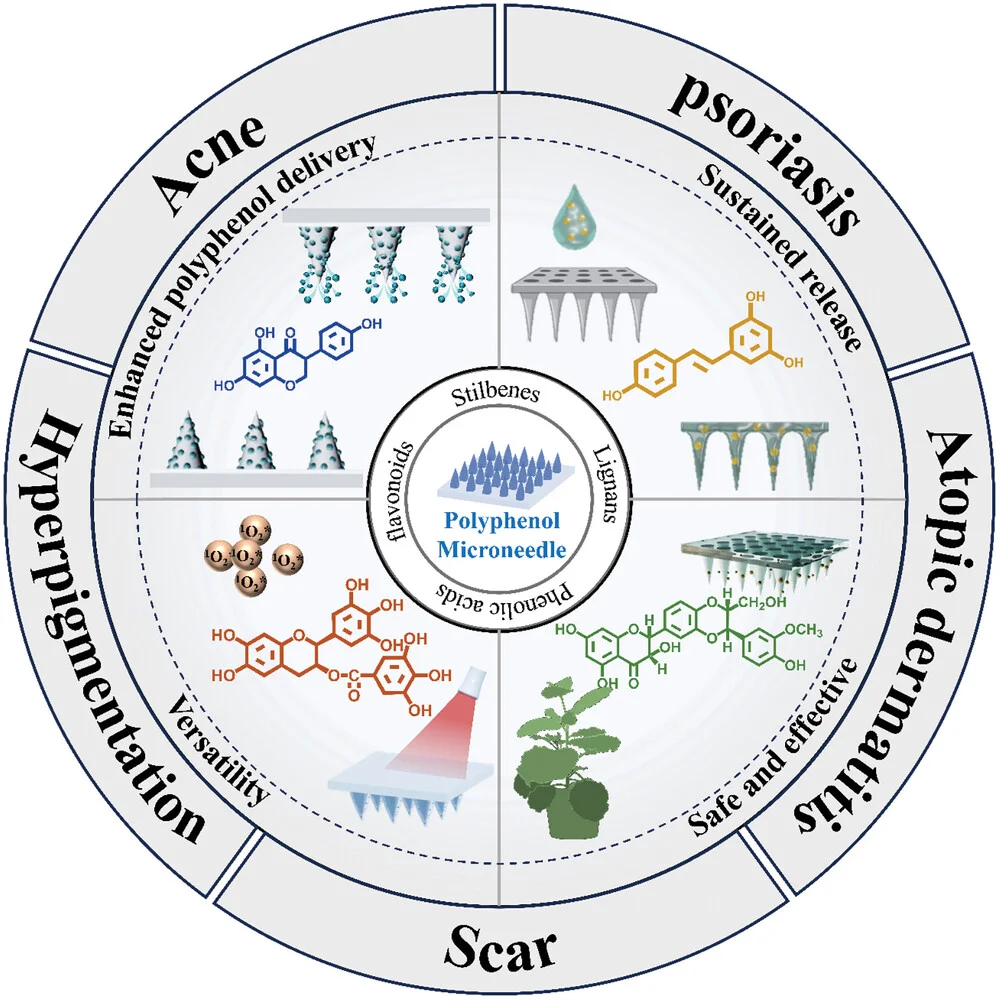 Acne
psoriasis
Atopic dermatitis
Scar
Hyperpigmentation
Enhanced polyphenol delivery
Sustained release
Safe and effective
Versatility
Stilbenes
Lignans
Phenolic acids
flavonoids
Polyphenol
Microneedle
OH
O
OH
HO
O
OH
HO
OH
¹O₂*
¹O₂*
¹O₂*
¹O₂*
¹O₂*
OH
OH
OH
HO
HO
O
O
C
O
OH
OH
OH
HO
O
OH
O
OH
H
H
O
O
H
CH₂OH
H
OCH₃
OH